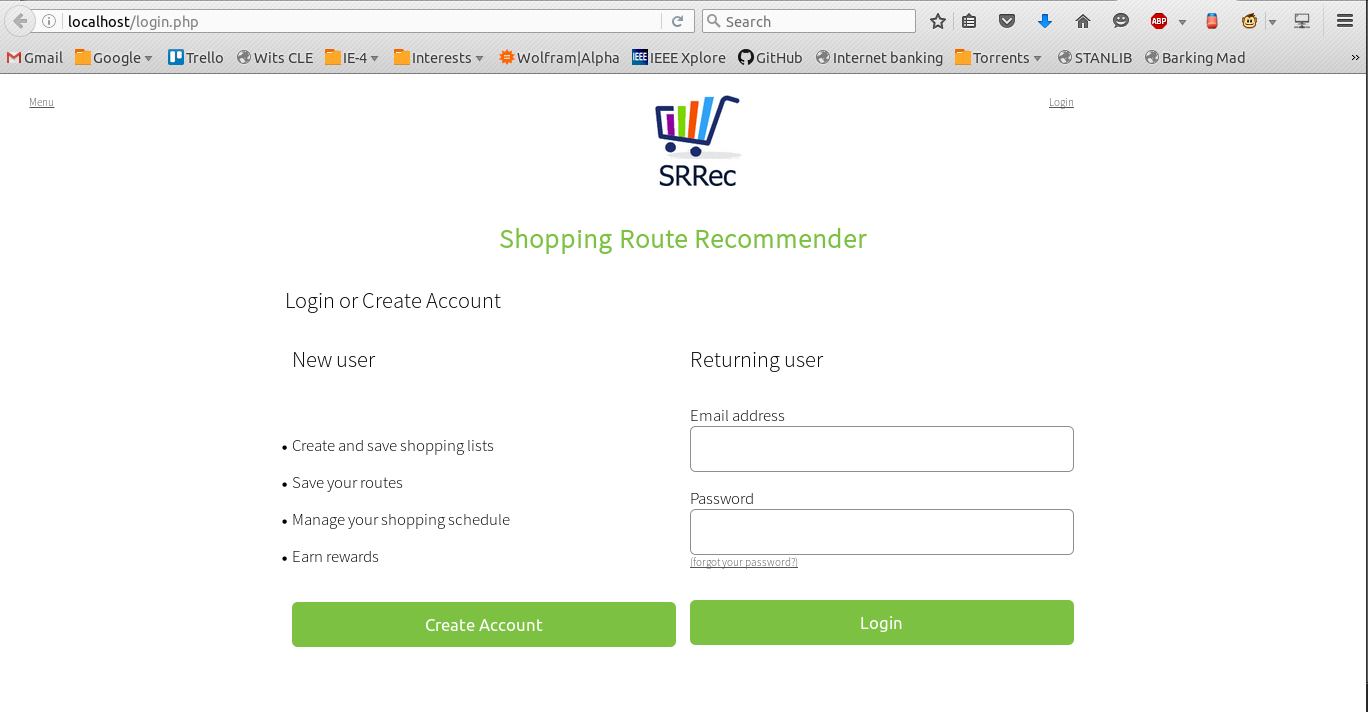 localhost/login.php Search ABP
Gmail Google Trello Wits CLE IE-4 Interests Wolfram|Alpha IEEE IEEE Xplore GitHub Internet banking Torrents STANLIB Barking Mad »
Menu Login
SRRec
Shopping Route Recommender
Login or Create Account
New user Returning user
Email address
• Create and save shopping lists
• Save your routes
Password
• Manage your shopping schedule
• Earn rewards
(forgot your password?)
Create Account Login